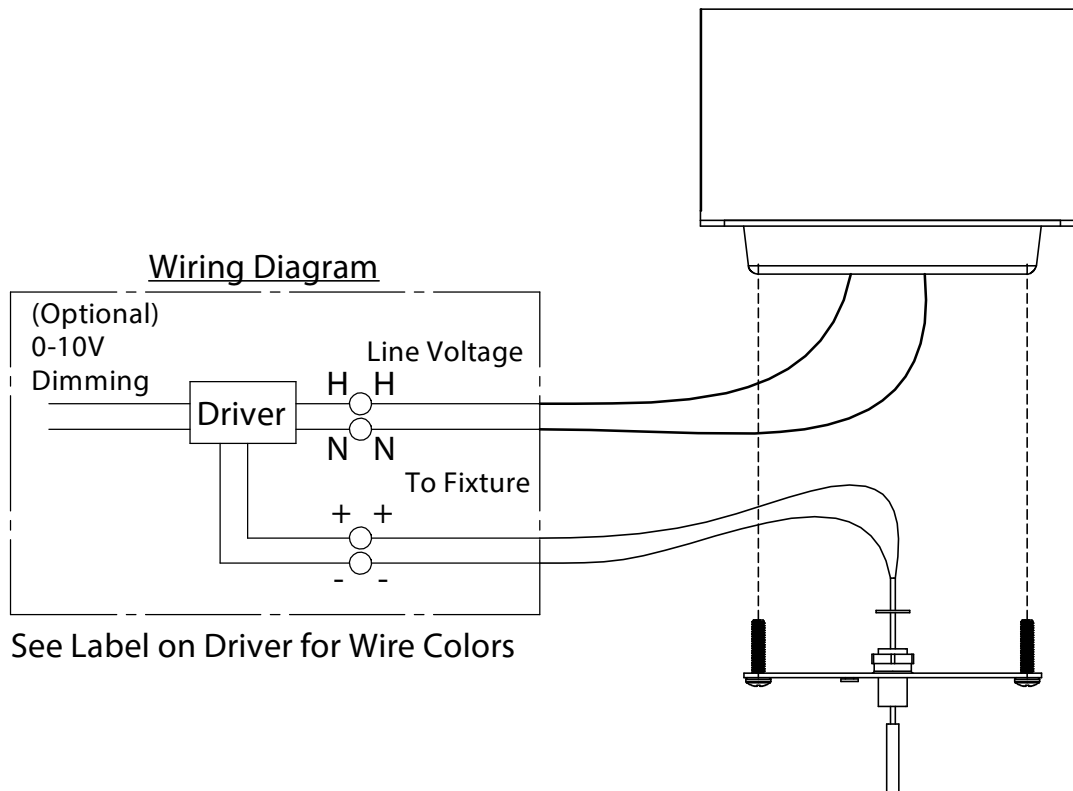 Wiring Diagram
(Optional)
0-10V
Dimming
Line Voltage
H H
Driver
N N
To Fixture
+ +
- -
See Label on Driver for Wire Colors